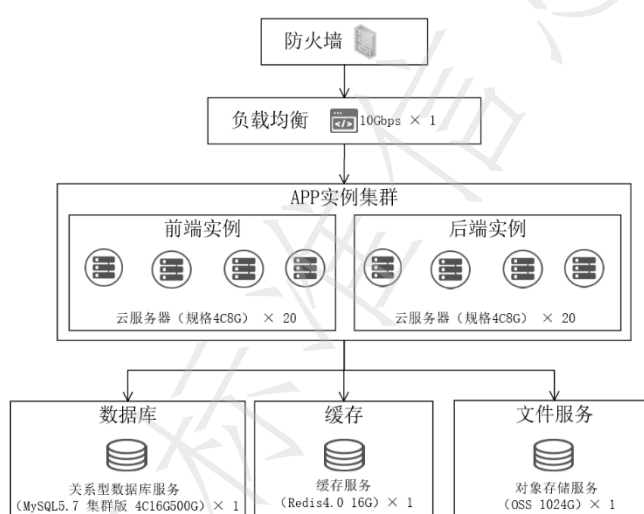 防火墙
负载均衡 10Gbps × 1
APP实例集群
前端实例
后端实例
云服务器（规格4C8G） × 20
云服务器（规格4C8G） × 20
数据库
缓存
文件服务
关系型数据库服务
（MySQL5.7 集群版 4C16G500G）× 1
缓存服务
（Redis4.0 16G）× 1
对象存储服务
（OSS 1024G）× 1